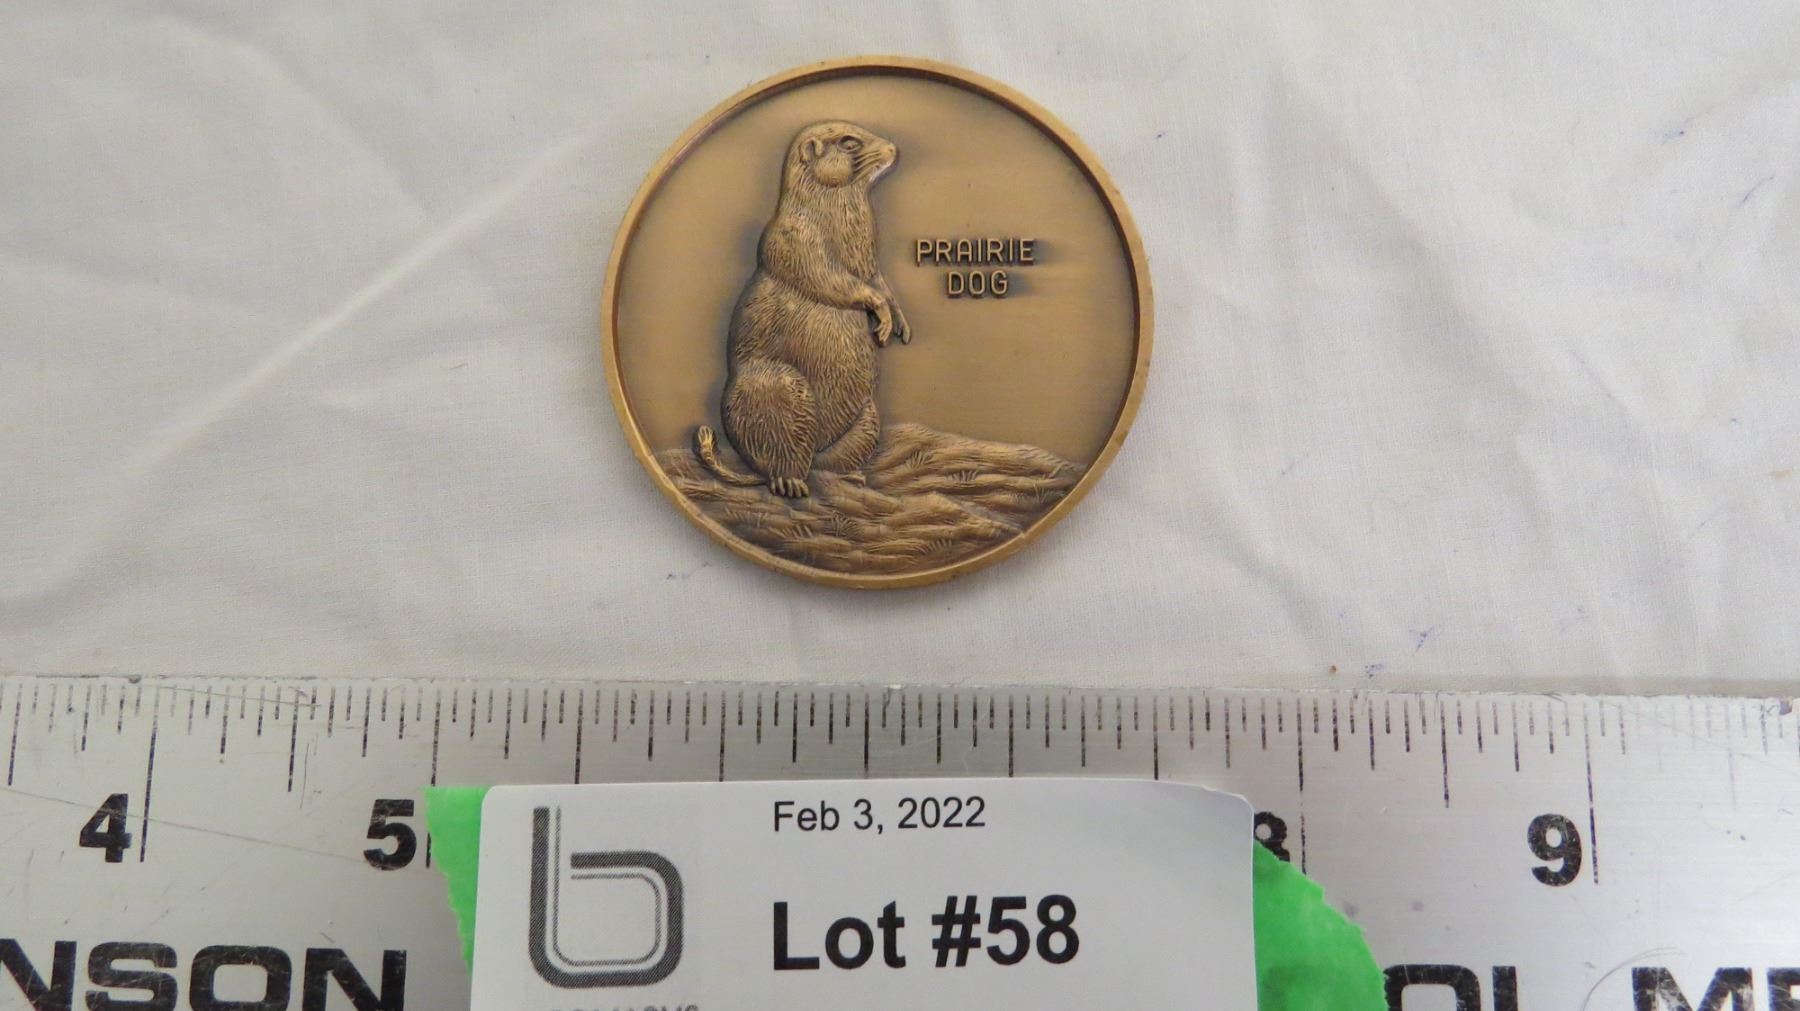 PRAIRIE
DOG
4 5 8 9
Feb 3, 2022
Lot #58
NSON